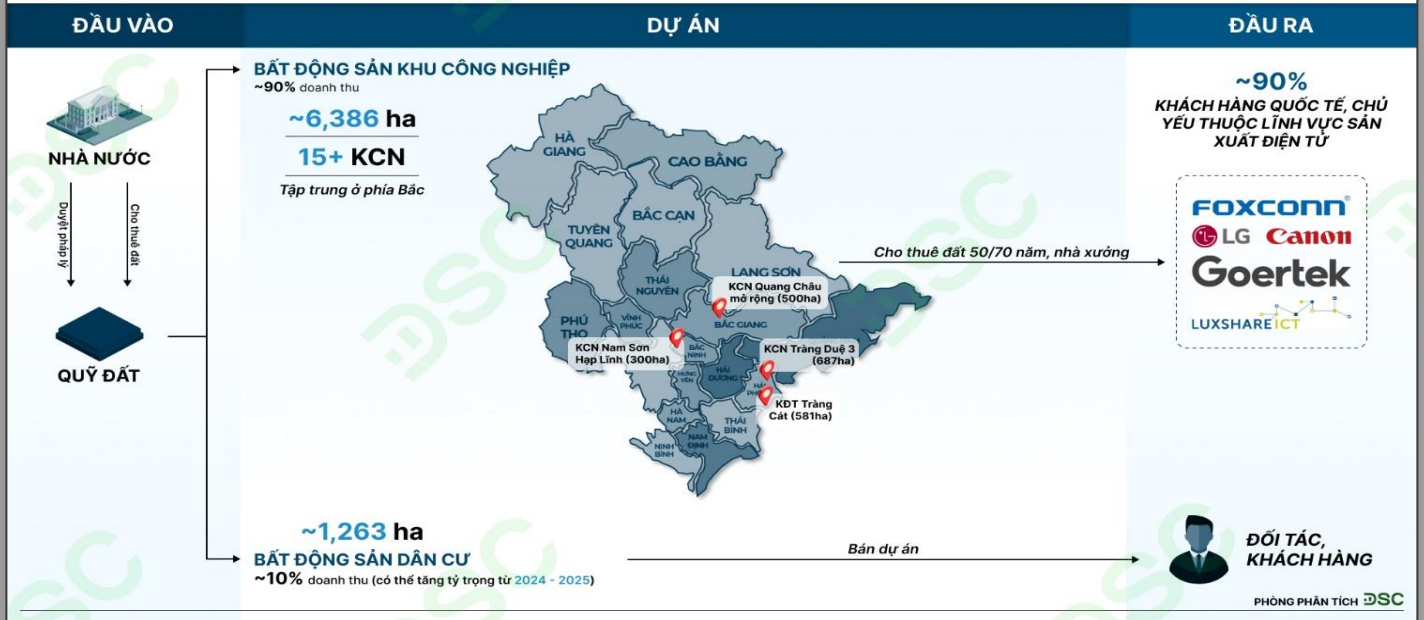 ĐẦU VÀO
DỰ ÁN
ĐẦU RA
NHÀ NƯỚC
Duyệt pháp lý
Cho thuê đất
QUỸ ĐẤT
BẤT ĐỘNG SẢN KHU CÔNG NGHIỆP
~90% doanh thu
~6,386 ha
15+ KCN
Tập trung ở phía Bắc
HÀ
GIANG
CAO BẰNG
BẮC CẠN
TUYÊN
QUANG
THÁI
NGUYÊN
LẠNG SƠN
KCN Quang Châu
mở rộng (500ha)
PHÚ
THỌ
VĨNH
PHÚC
BẮC GIANG
KCN Nam Sơn
Hạp Lĩnh (300ha)
BẮC
NINH
KCN Tràng Duệ 3
(687ha)
HƯNG
YÊN
HẢI
DƯƠNG
KĐT Tràng
Cát (581ha)
HÀ
NAM
THÁI
BÌNH
NAM
ĐỊNH
NINH
BÌNH
Cho thuê đất 50/70 năm, nhà xưởng
~90%
KHÁCH HÀNG QUỐC TẾ, CHỦ
YẾU THUỘC LĨNH VỰC SẢN
XUẤT ĐIỆN TỬ
FOXCONN
LG Canon
Goertek
LUXSHARE ICT
~1,263 ha
BẤT ĐỘNG SẢN DÂN CƯ
~10% doanh thu (có thể tăng tỷ trọng từ 2024 - 2025)
Bán dự án
ĐỐI TÁC,
KHÁCH HÀNG
PHÒNG PHÂN TÍCH DSC